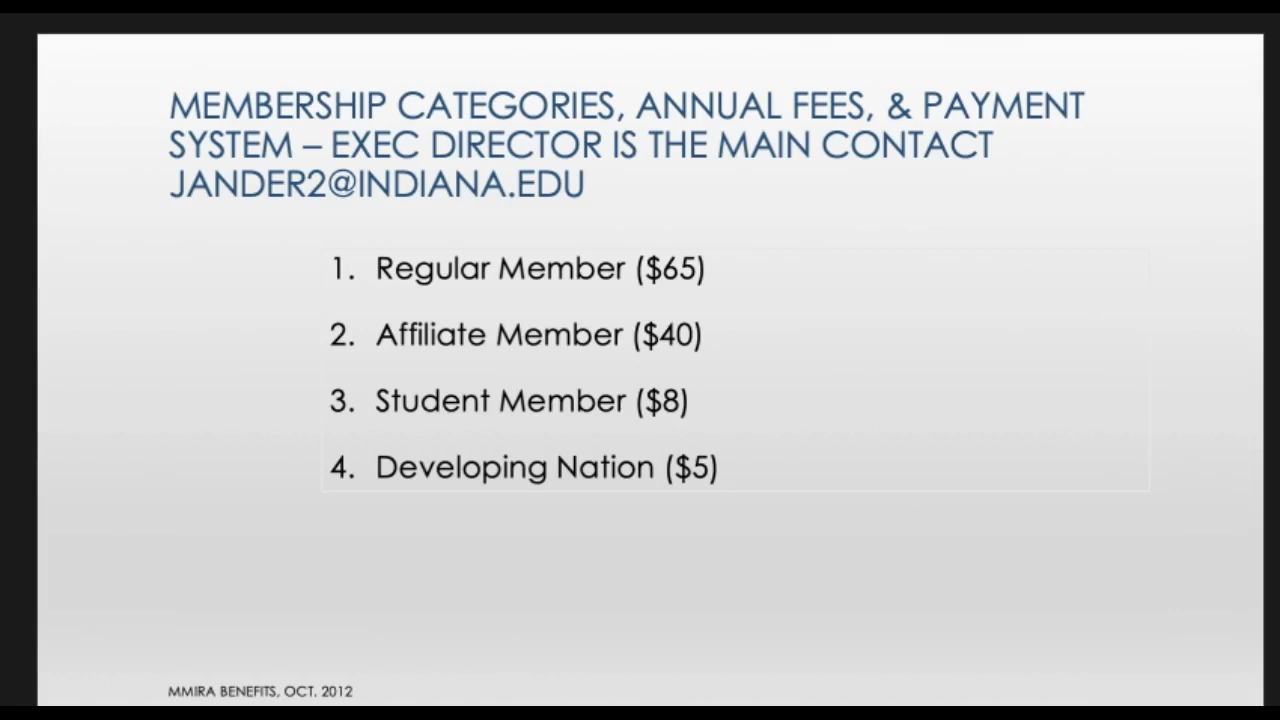 MEMBERSHIP CATEGORIES, ANNUAL FEES, & PAYMENT
SYSTEM – EXEC DIRECTOR IS THE MAIN CONTACT
JANDER2@INDIANA.EDU
1. Regular Member ($65)
2. Affiliate Member ($40)
3. Student Member ($8)
4. Developing Nation ($5)
MMIRA BENEFITS, OCT. 2012